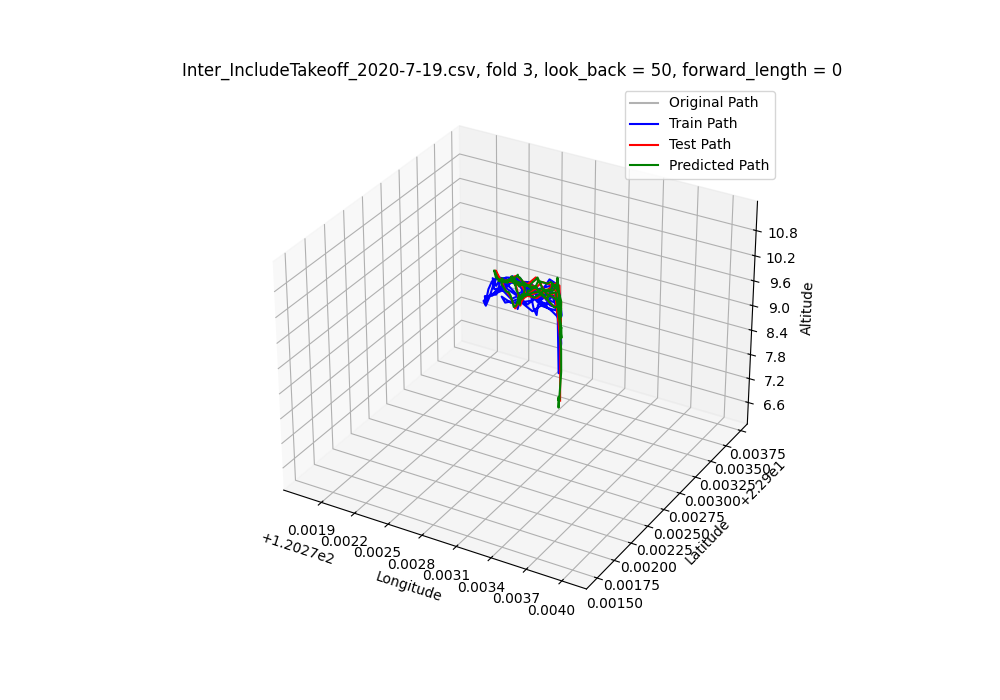 Inter_IncludeTakeoff_2020-7-19.csv, fold 3, look_back = 50, forward_length = 0
Original Path
Train Path
Test Path
Predicted Path
10.8
10.2
9.6
9.0
8.4
7.8
7.2
6.6
Altitude
0.00375
0.00350
0.00325
0.00300
0.00275
0.00250
0.00225
0.00200
0.00175
0.00150
+2.29e1
Latitude
0.0019
0.0022
0.0025
0.0028
0.0031
0.0034
0.0037
0.0040
+1.2027e2
Longitude